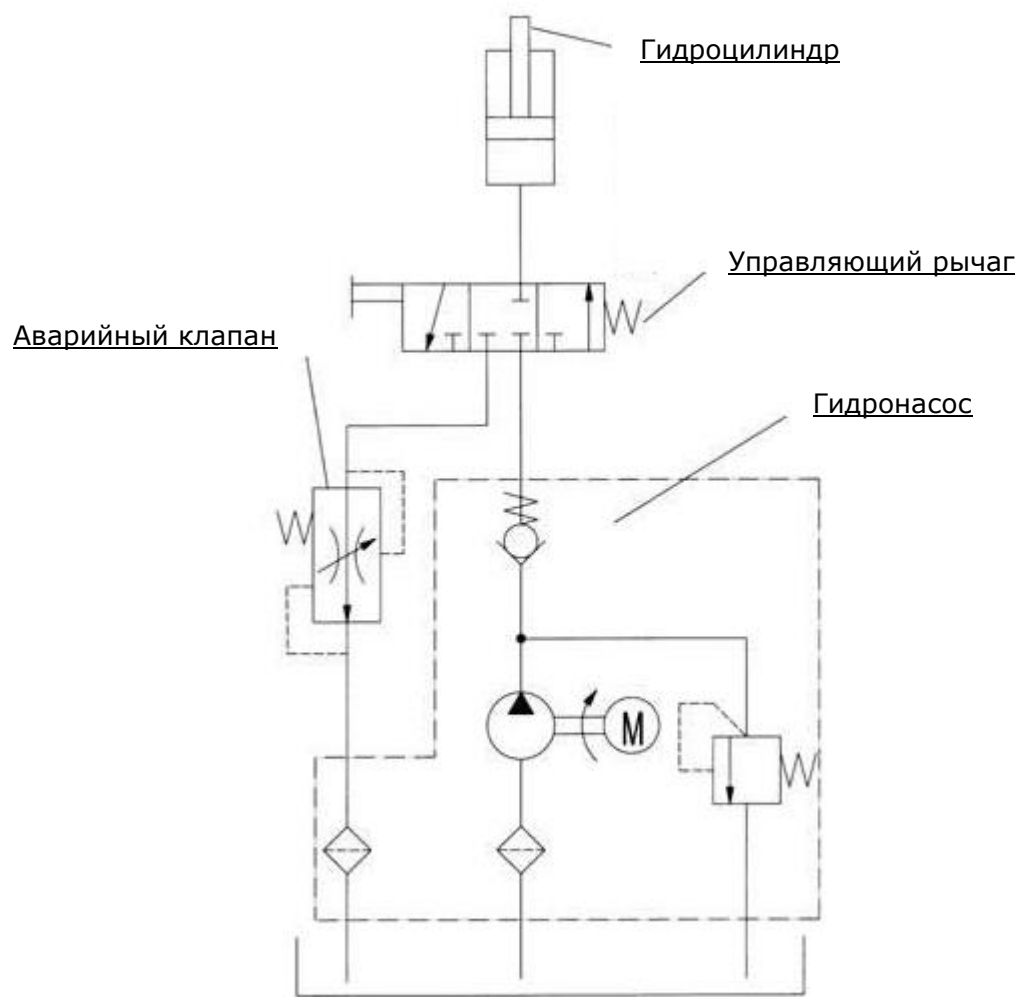 Гидроцилиндр
Управляющий рычаг
Аварийный клапан
Гидронасос
M